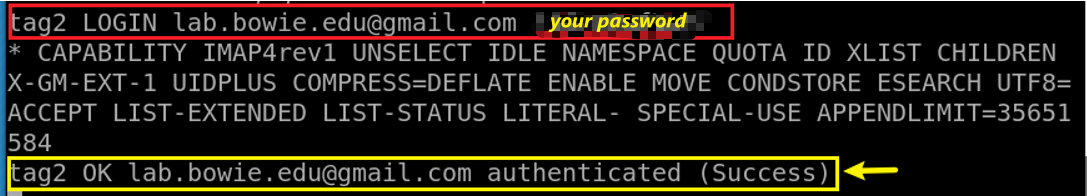 tag2 LOGIN lab.bowie.edu@gmail.com your password
* CAPABILITY IMAP4rev1 UNSELECT IDLE NAMESPACE QUOTA ID XLIST CHILDREN
X-GM-EXT-1 UIDPLUS COMPRESS=DEFLATE ENABLE MOVE CONDSTORE ESEARCH UTF8=
ACCEPT LIST-EXTENDED LIST-STATUS LITERAL- SPECIAL-USE APPENDLIMIT=35651
584
tag2 OK lab.bowie.edu@gmail.com authenticated (Success)